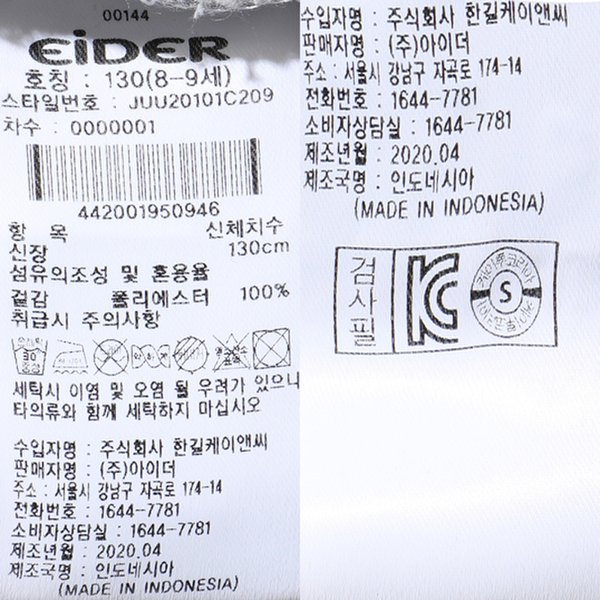 00144
EiDER
호칭 : 130(8-9세)
스타일번호 : JUU20101C209
차수 : 0000001
442001950946
항 목 신체치수
신장 130cm
섬유의조성 및 혼용율
겉감 폴리에스터 100%
취급시 주의사항
30
중성
세탁시 이염 및 오염 될 우려가 있으니
타의류와 함께 세탁하지 마십시오
수입자명 : 주식회사 한길케이앤씨
판매자명 : (주)아이더
주소 : 서울시 강남구 자곡로 174-14
전화번호 : 1644-7781
소비자상담실 : 1644-7781
제조년월 : 2020.04
제조국명 : 인도네시아
(MADE IN INDONESIA)
수입자명 : 주식회사 한길케이앤씨
판매자명 : (주)아이더
주소 : 서울시 강남구 자곡로 174-14
전화번호 : 1644-7781
소비자상담실 : 1644-7781
제조년월 : 2020.04
제조국명 : 인도네시아
(MADE IN INDONESIA)
검사필
KC
S